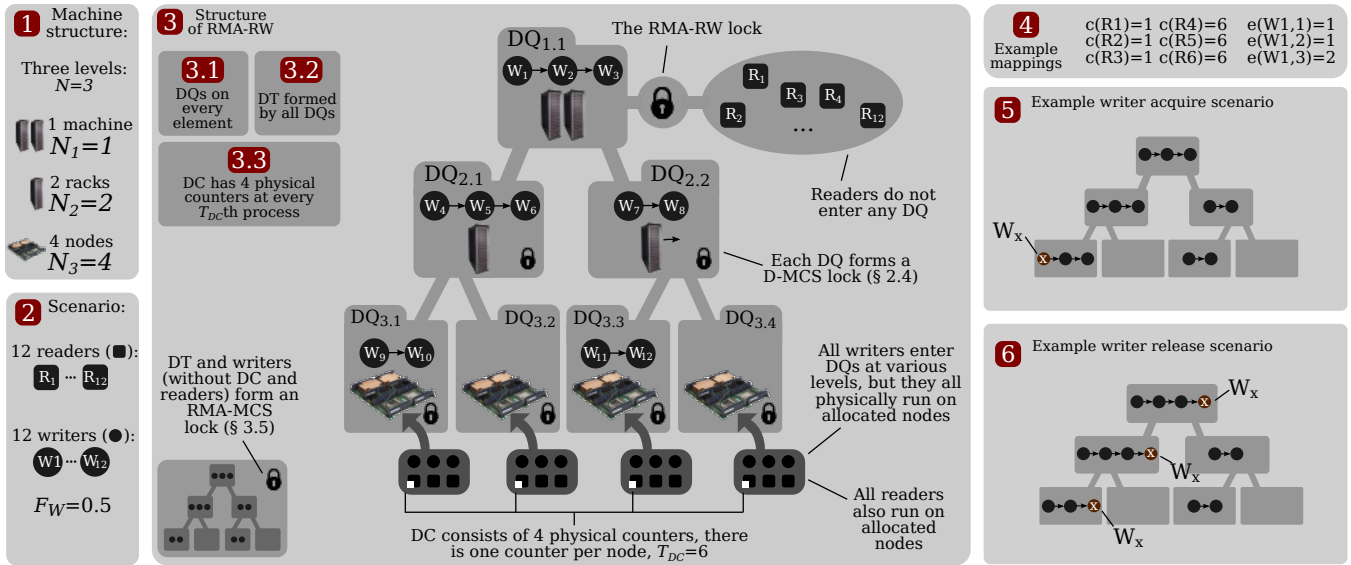 1 Machine
structure:
Three levels:
N=3
1 machine
N1=1
2 racks
N2=2
4 nodes
N3=4
2 Scenario:
12 readers (■):
R1 ··· R12
12 writers (●):
W1 ··· W12
FW=0.5
3 Structure
of RMA-RW
3.1
DQs on
every
element
3.2
DT formed
by all DQs
3.3
DC has 4 physical
counters at every
TDCth process
DQ1.1
W1 W2 W3
The RMA-RW lock
R1
R2 R3 R4
... R12
Readers do not
enter any DQ
DQ2.1
W4 W5 W6
DQ2.2
W7 W8
Each DQ forms a
D-MCS lock (§ 2.4)
DQ3.1
W9 W10
DQ3.2
DQ3.3
W11 W12
DQ3.4
DT and writers
(without DC and
readers) form an
RMA-MCS
lock (§ 3.5)
All writers enter
DQs at various
levels, but they all
physically run on
allocated nodes
All readers
also run on
allocated
nodes
DC consists of 4 physical counters, there
is one counter per node, TDC=6
4
Example
mappings
c(R1)=1 c(R4)=6 e(W1,1)=1
c(R2)=1 c(R5)=6 e(W1,2)=1
c(R3)=1 c(R6)=6 e(W1,3)=2
5 Example writer acquire scenario
Wx
x
6 Example writer release scenario
x Wx
x Wx
x Wx